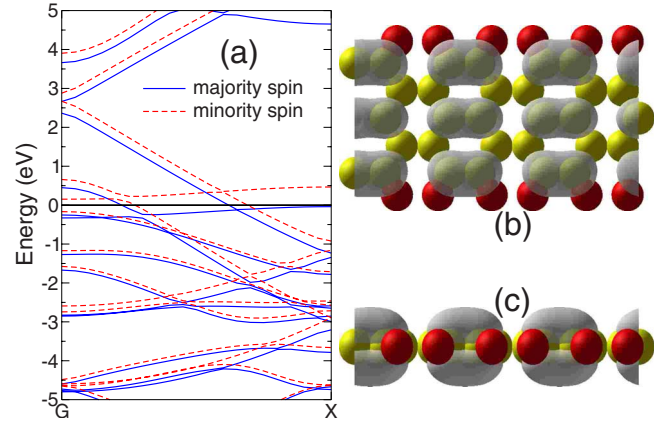 (a)
majority spin
minority spin
Energy (eV)
5
4
3
2
1
0
-1
-2
-3
-4
-5
G
X
(b)
(c)